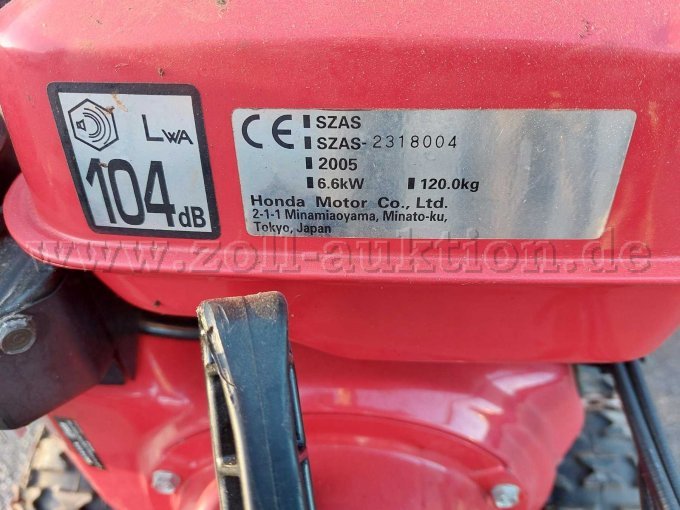 LWA
104dB
CE SZAS
SZAS-2318004
2005
6.6kW 120.0kg
Honda Motor Co., Ltd.
2-1-1 Minamiaoyama, Minato-ku,
Tokyo, Japan
www.zoll-auktion.de